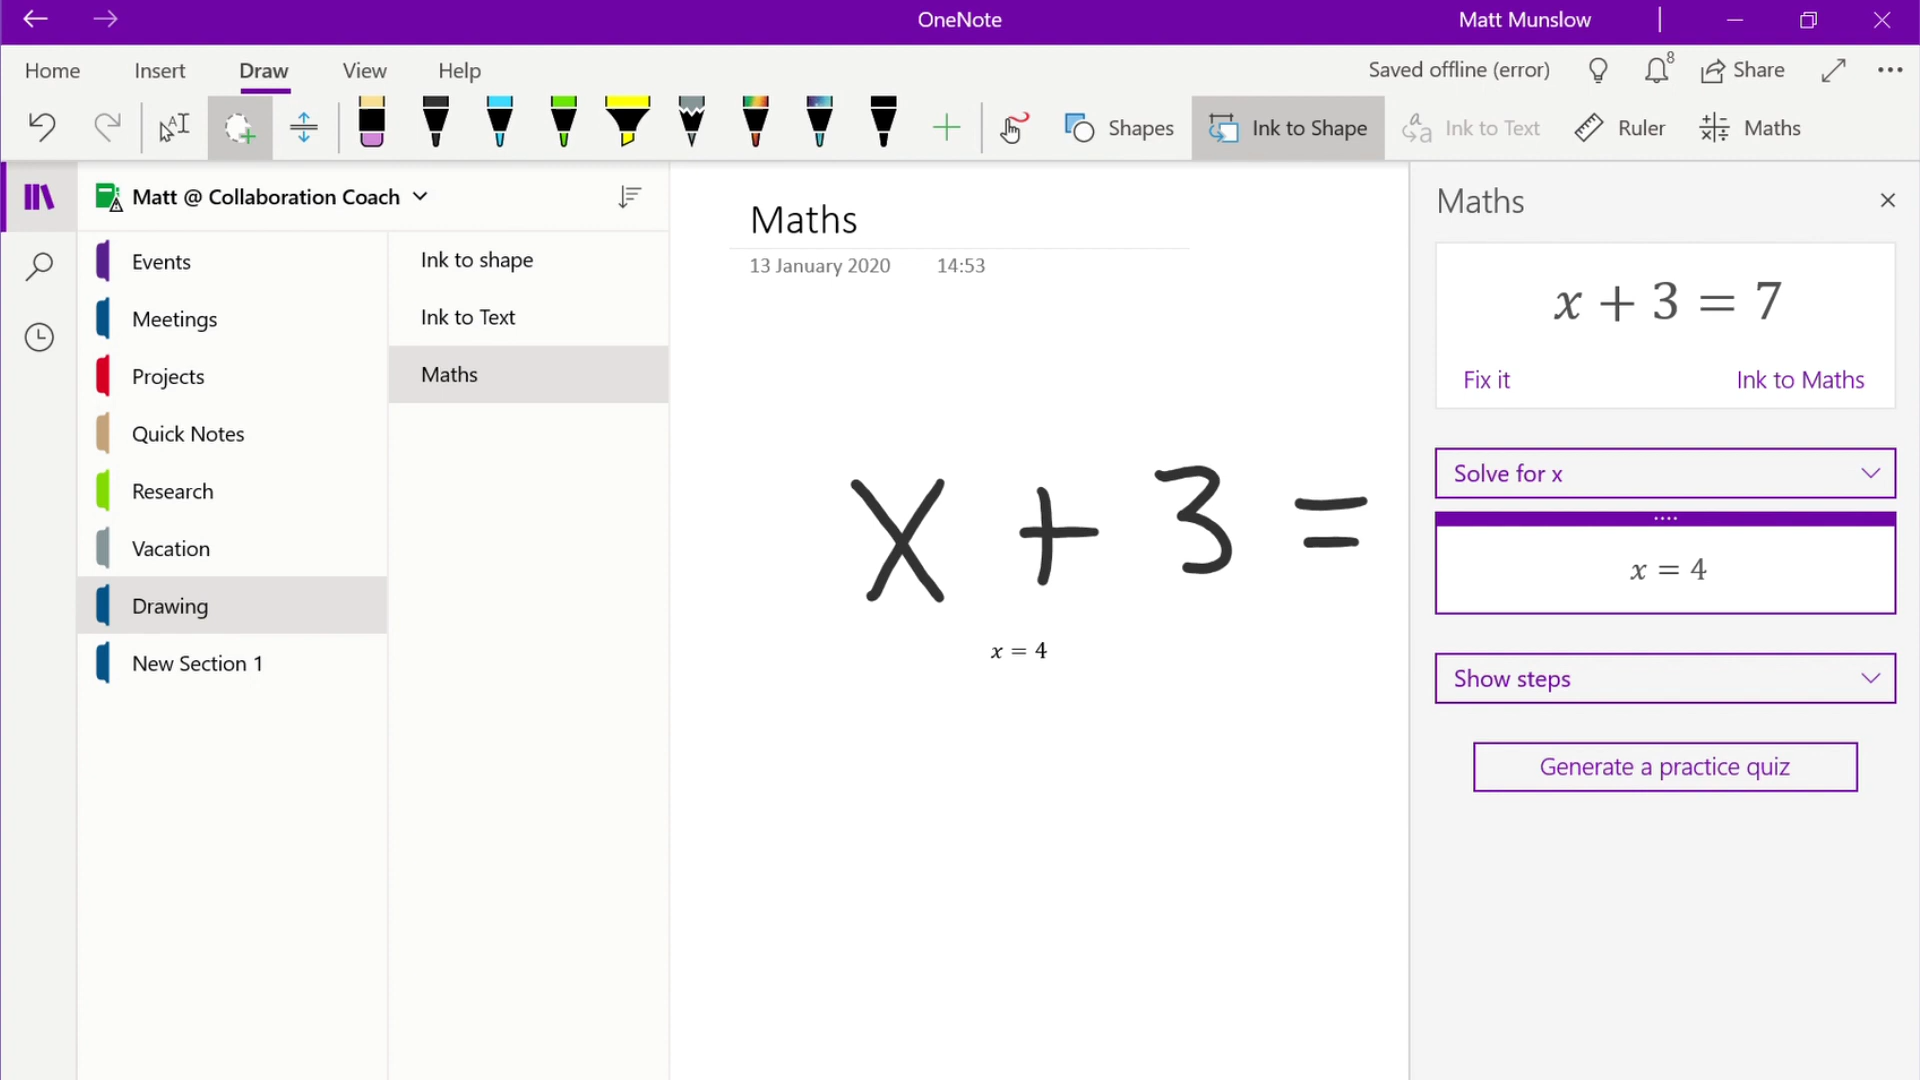 OneNote
Matt Munslow
Home Insert Draw View Help
Saved offline (error)
8
Share
Shapes
Ink to Shape
Ink to Text
Ruler
Maths
Matt @ Collaboration Coach
Events
Meetings
Projects
Quick Notes
Research
Vacation
Drawing
New Section 1
Ink to shape
Ink to Text
Maths
Maths
13 January 2020 14:53
x + 3 =
x = 4
Maths
x + 3 = 7
Fix it
Ink to Maths
Solve for x
x = 4
Show steps
Generate a practice quiz